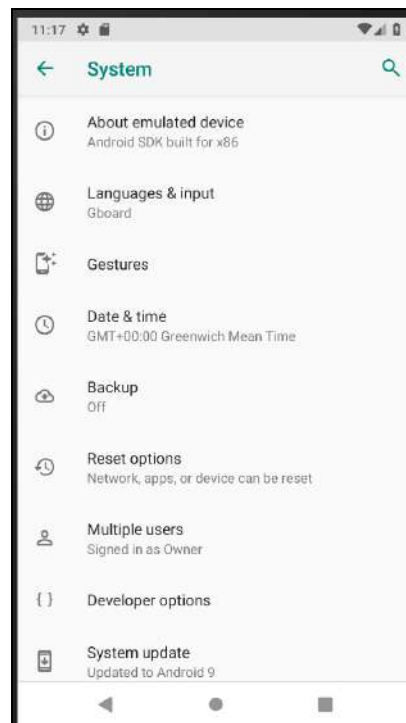 11:17
System
About emulated device
Android SDK built for x86
Languages & input
Gboard
Gestures
Date & time
GMT+00:00 Greenwich Mean Time
Backup
Off
Reset options
Network, apps, or device can be reset
Multiple users
Signed in as Owner
{ } Developer options
System update
Updated to Android 9